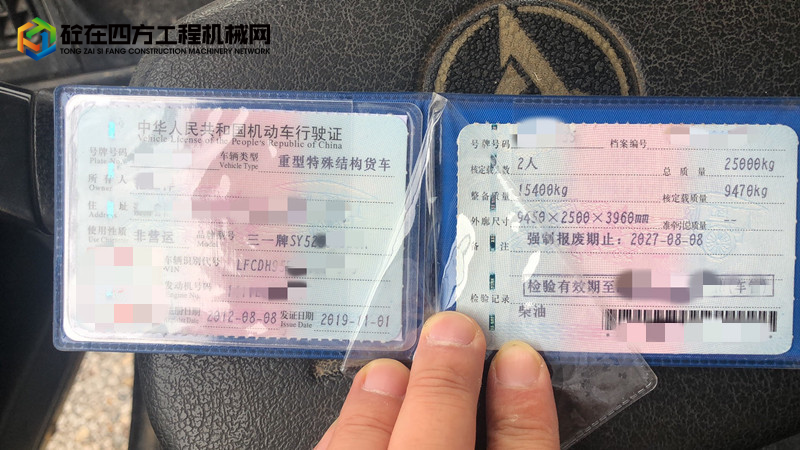 砼在四方工程机械网
TONG ZAI SI FANG CONSTRUCTION MACHINERY NETWORK
中华人民共和国机动车行驶证
Vehicle License of the People's Republic of China
号牌号码
Plate No.
车辆类型
Vehicle Type
重型特殊结构货车
所有人
Owner
住址
Address
使用性质
Use Character
非营运
品牌型号
Model
三一牌SY52
车辆识别代号
VIN
LFCDH9
发动机号码
Engine No.
注册日期 2012-08-08
发证日期
Issue Date
2019-11-01
号牌号码
档案编号
核定载人数 2人
总质量 25000kg
整备质量 15400kg
核定载质量 9470kg
外廓尺寸 9450×2500×3960mm
准牵引总质量 --
备注 强制报废期止：2027-08-08
检验有效期至
检验记录
柴油